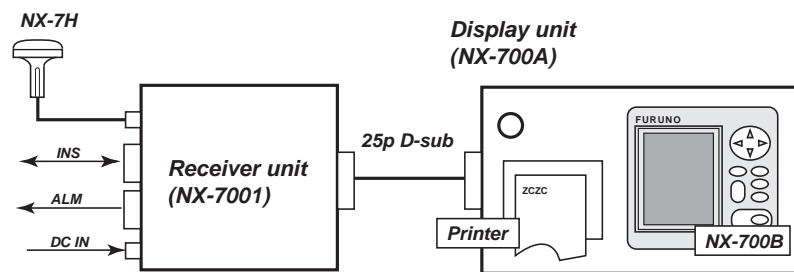 NX-7H
Display unit
(NX-700A)
FURUNO
25p D-sub
INS
Receiver unit
(NX-7001)
ALM
ZCZC
Printer
NX-700B
DC IN